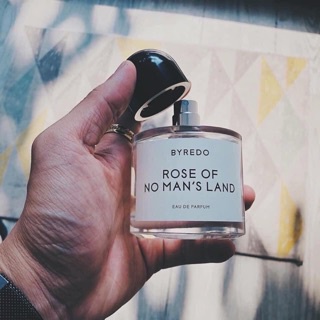 BYREDO
ROSE OF
NO MAN'S LAND
EAU DE PARFUM